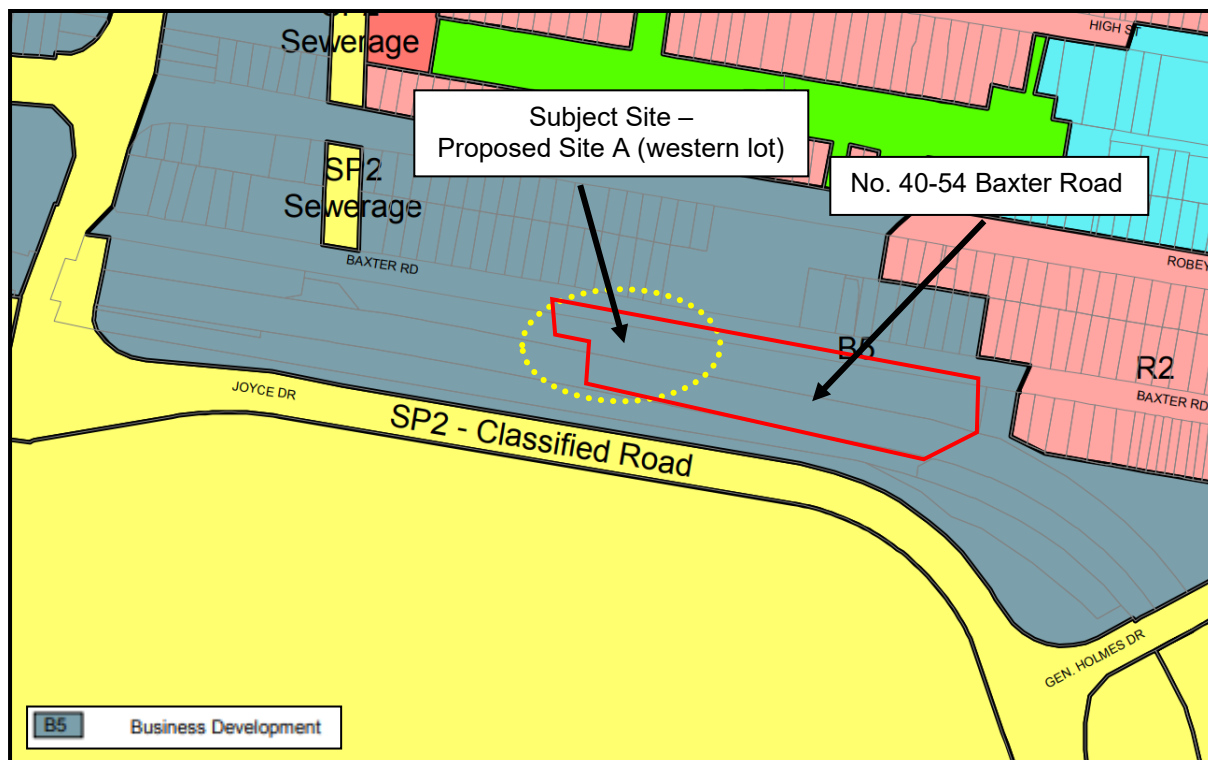 SP2
Sewerage
HIGH ST
Subject Site –
Proposed Site A (western lot)
No. 40-54 Baxter Road
SP2
Sewerage
BAXTER RD
ROBEY
B5
R2
BAXTER RD
JOYCE DR
SP2 - Classified Road
GEN. HOLMES DR
B5 Business Development